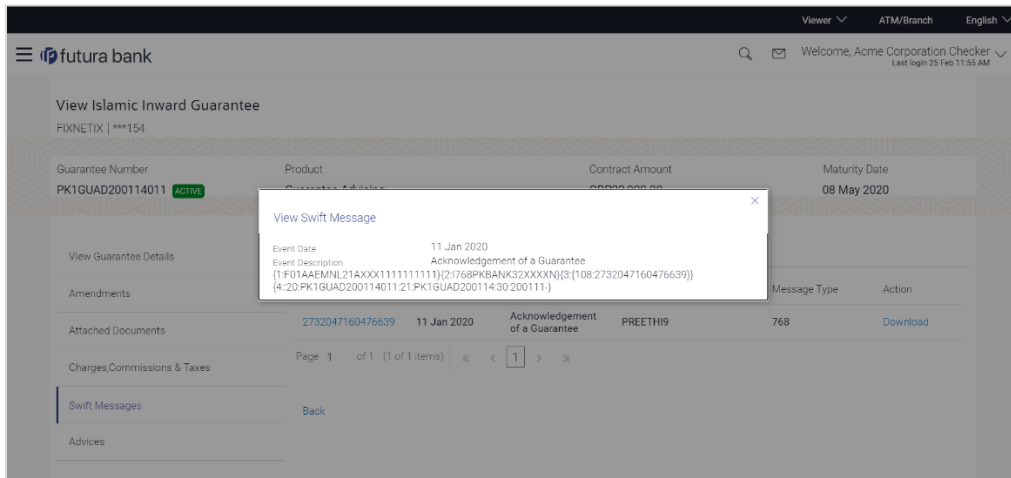 Viewer ATM/Branch English
futura bank
Welcome, Acme Corporation Checker
Last login 25 Feb 11:55 AM
View Islamic Inward Guarantee
FIXNETIX | ***154
Guarantee Number Product Contract Amount Maturity Date
PK1GUAD200114011 ACTIVE 08 May 2020
View Swift Message
Event Date 11 Jan 2020
Event Description Acknowledgement of a Guarantee
{1:F01AAEMNL21AXXX1111111111}{2:I768PKBANK32XXXXN}{3:{108:2732047160476639}}
{4::20:PK1GUAD200114011:21:PK1GUAD200114:30:200111-}
View Guarantee Details
Amendments
Attached Documents
Charges,Commissions & Taxes
Swift Messages
Advices
Message Type Action
2732047160476639 11 Jan 2020 Acknowledgement of a Guarantee PREETHI9 768 Download
Page 1 of 1 (1 of 1 items) 1
Back